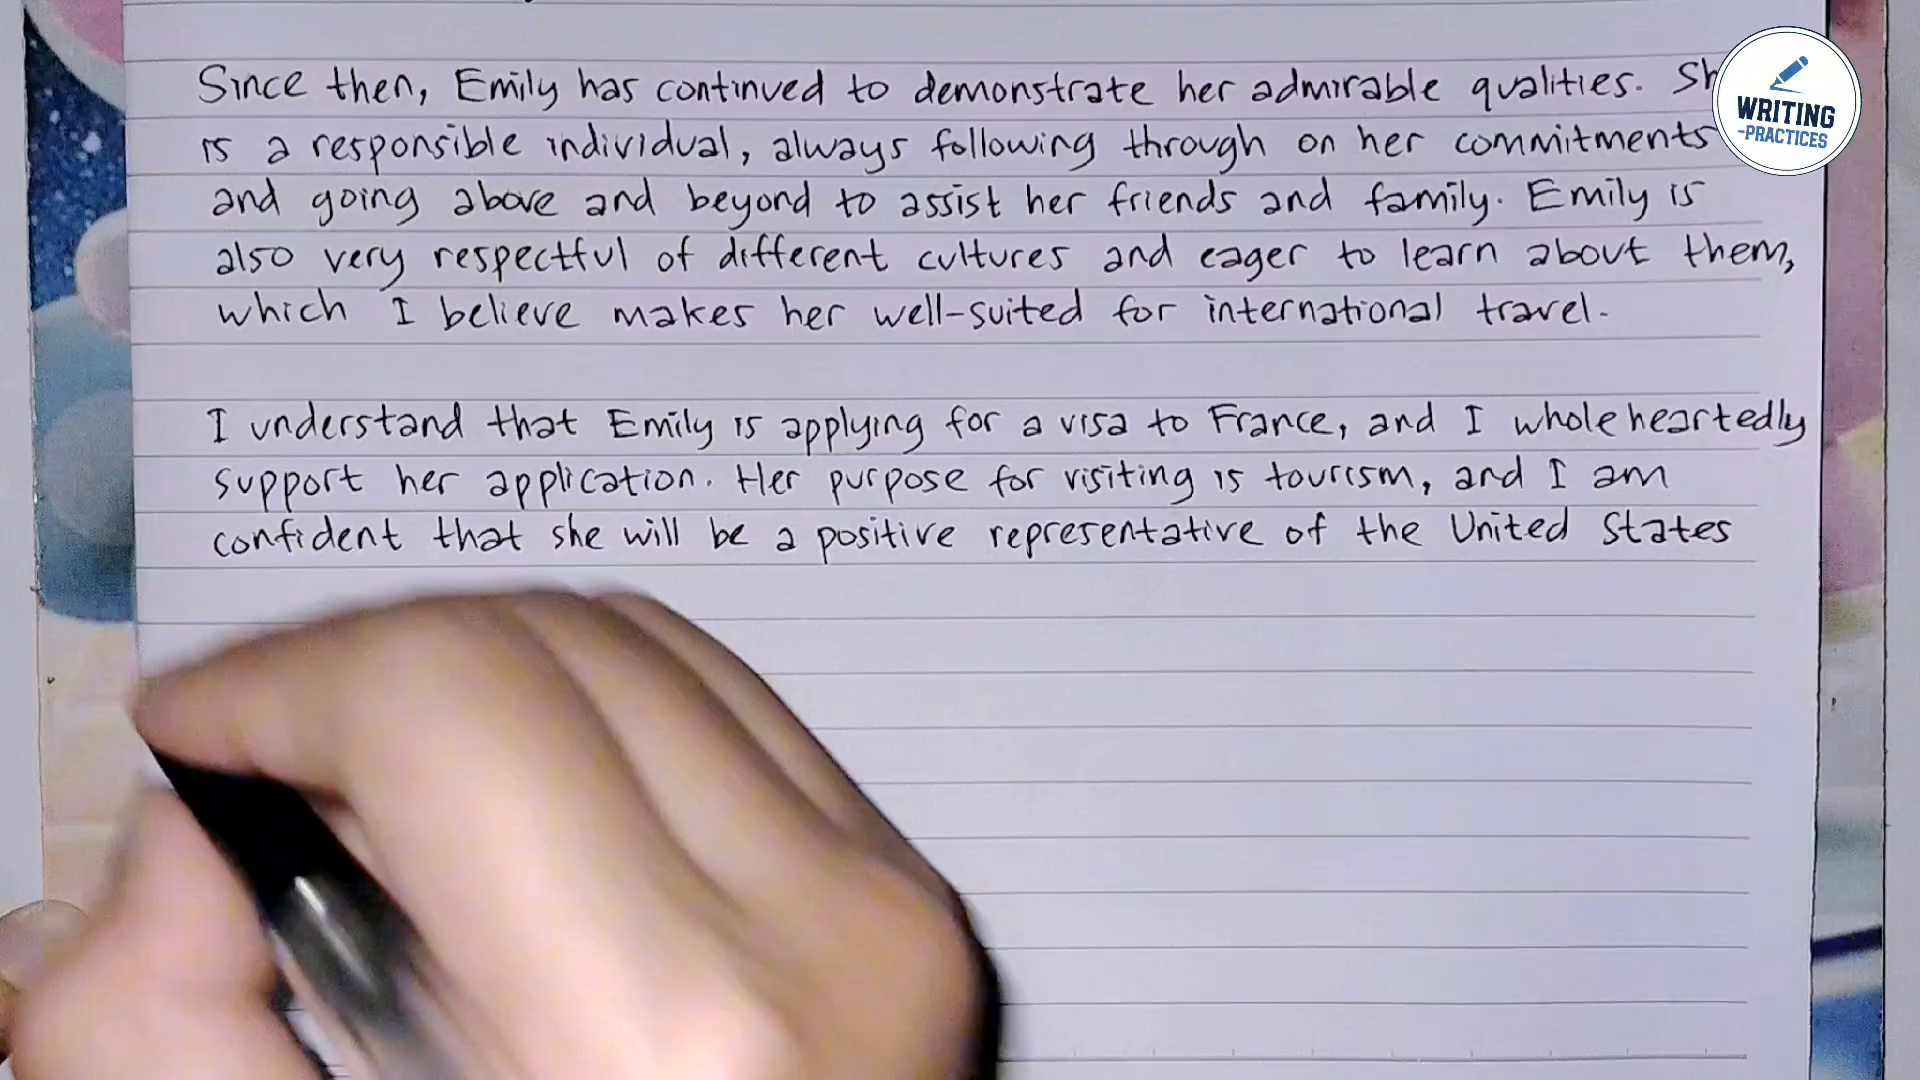 Since then, Emily has continued to demonstrate her admirable qualities.
is a responsible individual, always following through on her commitments
and going above and beyond to assist her friends and family. Emily is
also very respectful of different cultures and eager to learn about them,
which I believe makes her well-suited for international travel.
I understand that Emily is applying for a visa to France, and I wholeheartedly
support her application. Her purpose for visiting is tourism, and I am
confident that she will be a positive representative of the United States
WRITING
-PRACTICES